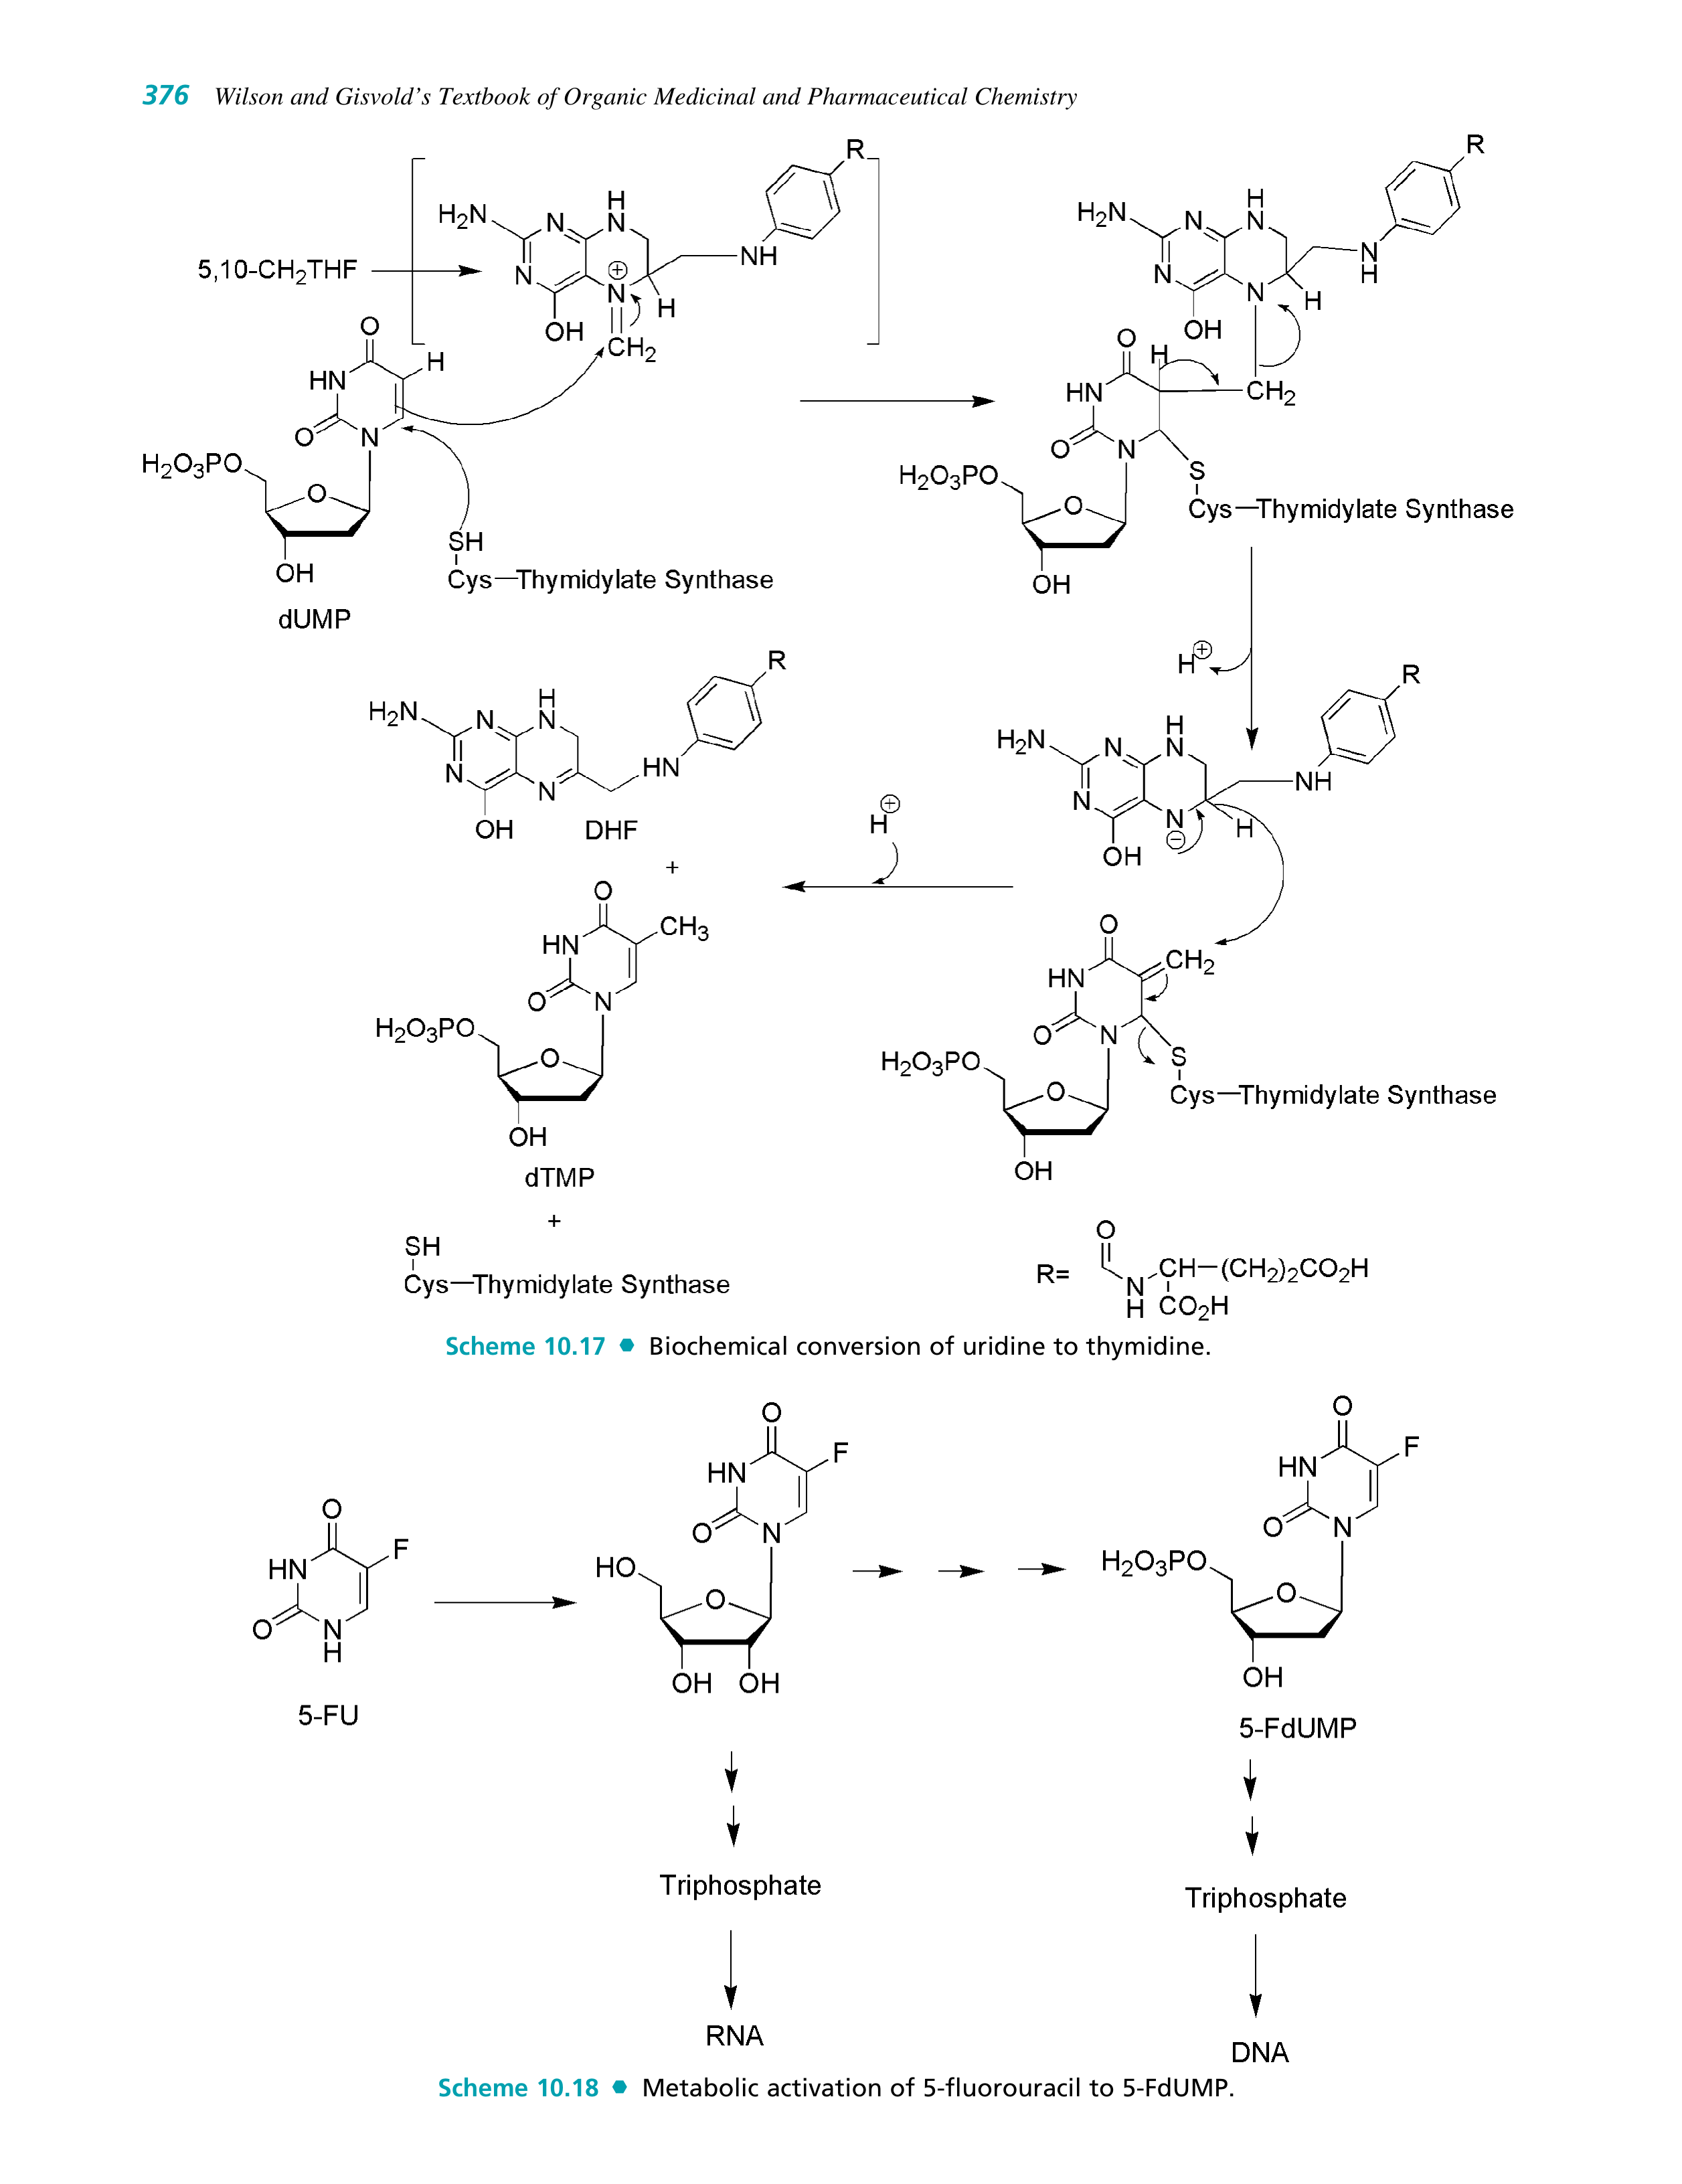 376 Wilson and Gisvold's Textbook of Organic Medicinal and Pharmaceutical Chemistry
R
H
H2N N N
5,10-CH2THF N ⊕ N NH
H
OH CH2
O
H
HN
O N
H2O3PO
O
SH
OH Cys—Thymidylate Synthase
dUMP
R
H
H2N N N
N N N
H
H
OH
O H
HN CH2
O N
H2O3PO S
O Cys—Thymidylate Synthase
OH
H⊕
R
H
H2N N N
N N NH
⊖ H
OH
O
CH2
HN
O N
H2O3PO S
O Cys—Thymidylate Synthase
OH
H⊕
R
H
H2N N N
N N HN
OH DHF
+
O
CH3
HN
O N
H2O3PO
O
OH
dTMP
+
SH
Cys—Thymidylate Synthase
O
R= N CH—(CH2)2CO2H
H CO2H
Scheme 10.17 • Biochemical conversion of uridine to thymidine.
O
F
HN
O N
H
5-FU
O
F
HN
O N
HO
O
OH OH
O
F
HN
O N
H2O3PO
O
OH
5-FdUMP
Triphosphate
Triphosphate
RNA
DNA
Scheme 10.18 • Metabolic activation of 5-fluorouracil to 5-FdUMP.